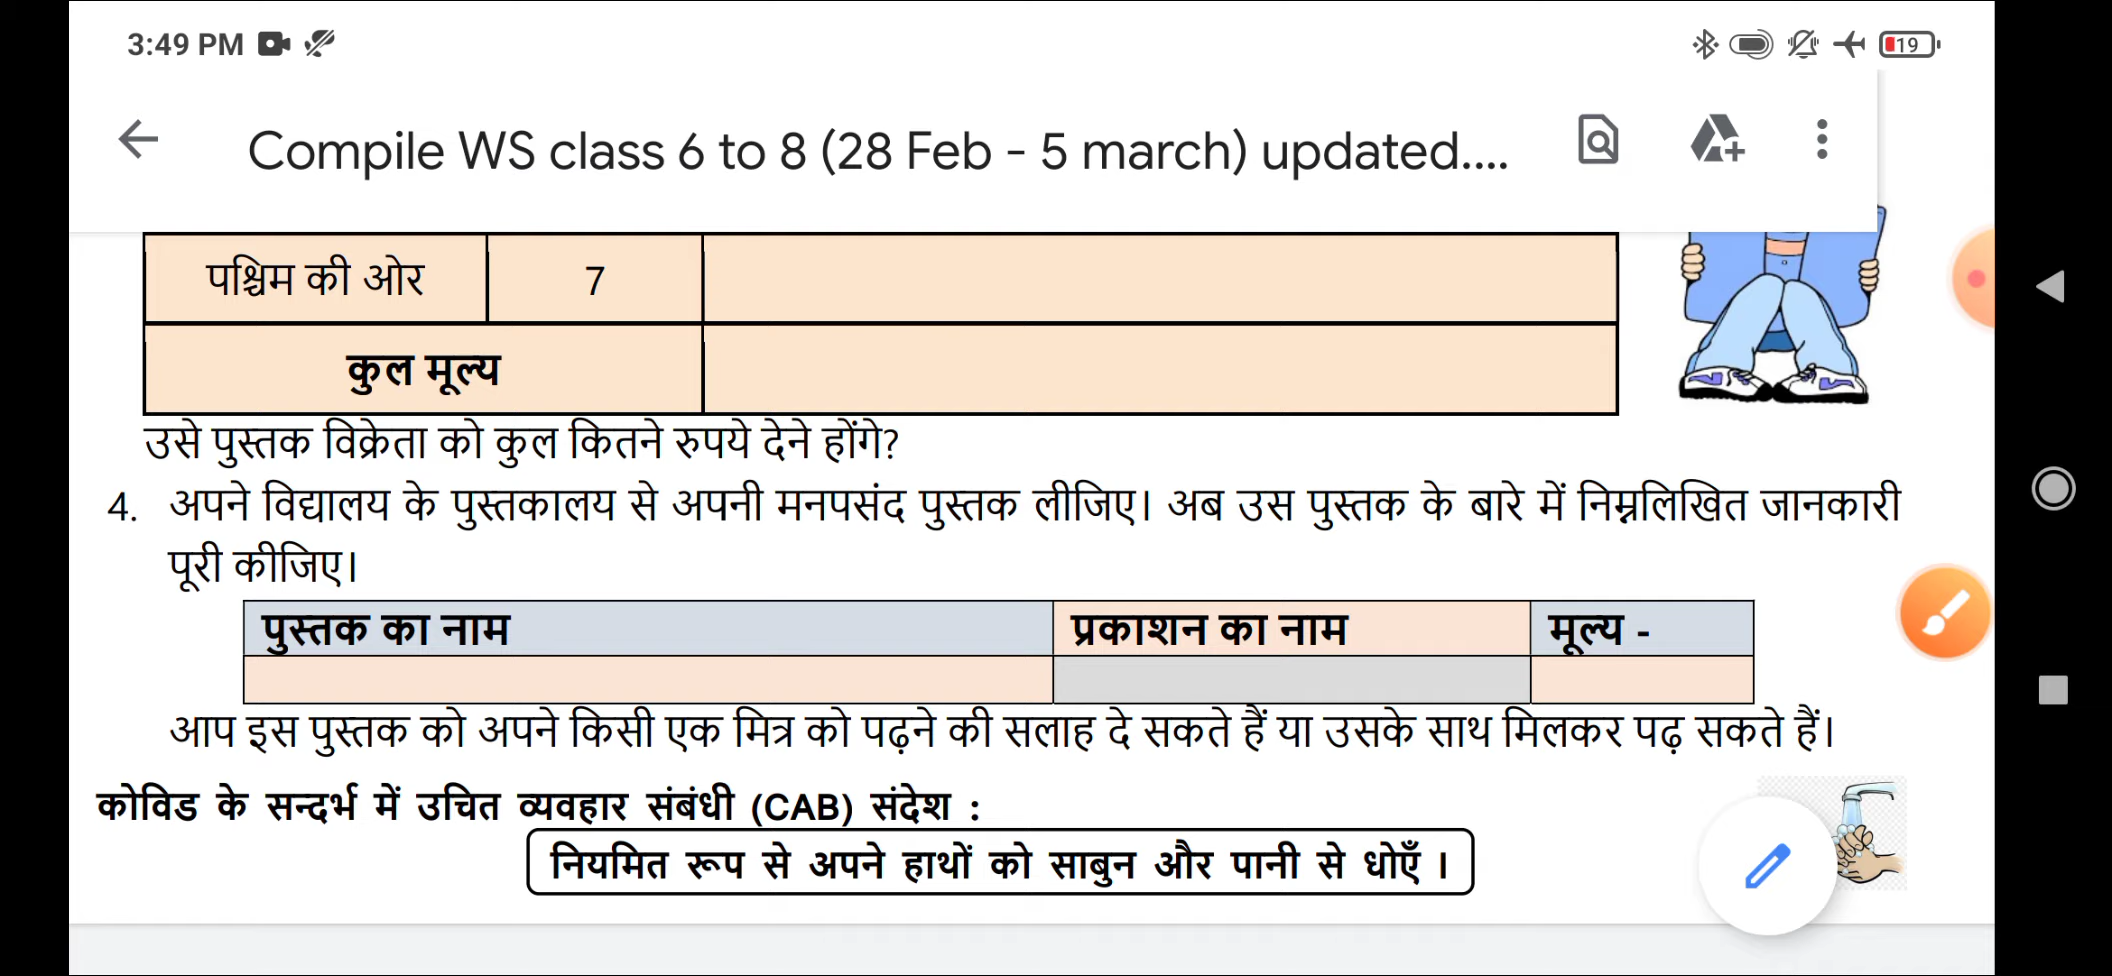 3:49 PM
19
Compile WS class 6 to 8 (28 Feb - 5 march) updated....
पश्चिम की ओर 7
कुल मूल्य
उसे पुस्तक विक्रेता को कुल कितने रुपये देने होंगे?
4. अपने विद्यालय के पुस्तकालय से अपनी मनपसंद पुस्तक लीजिए। अब उस पुस्तक के बारे में निम्नलिखित जानकारी
पूरी कीजिए।
पुस्तक का नाम प्रकाशन का नाम मूल्य -
आप इस पुस्तक को अपने किसी एक मित्र को पढ़ने की सलाह दे सकते हैं या उसके साथ मिलकर पढ़ सकते हैं।
कोविड के सन्दर्भ में उचित व्यवहार संबंधी (CAB) संदेश :
नियमित रूप से अपने हाथों को साबुन और पानी से धोएँ ।